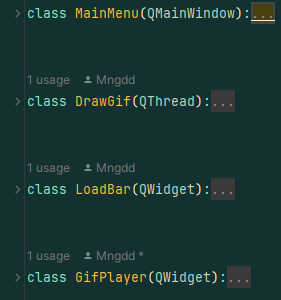 class MainMenu(QMainWindow):...
1 usage Mngdd
class DrawGif(QThread):...
1 usage Mngdd
class LoadBar(QWidget):...
1 usage Mngdd *
class GifPlayer(QWidget):...